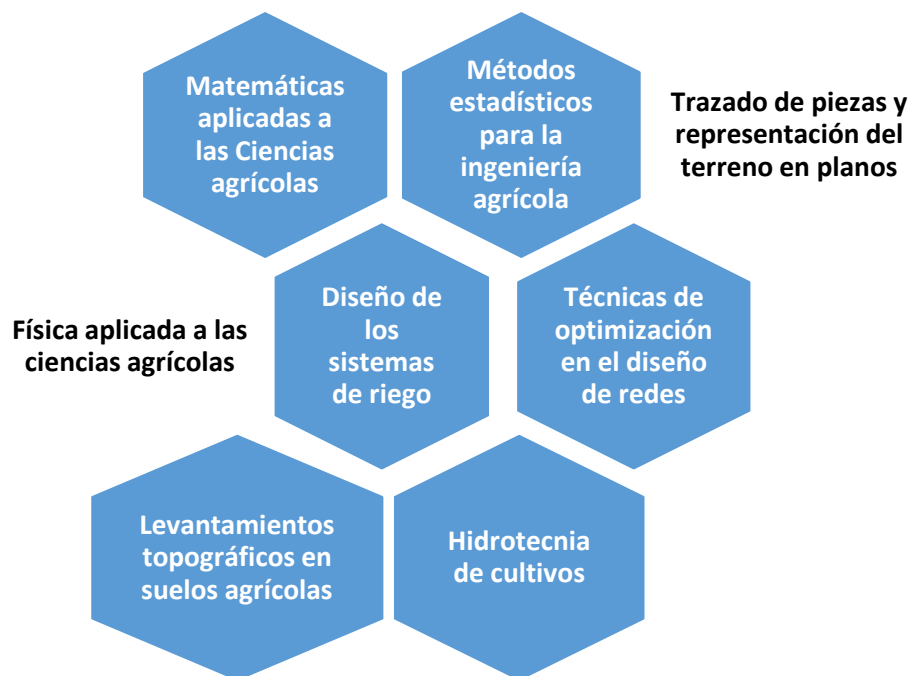 Matemáticas
aplicadas a
las Ciencias
agrícolas
Métodos
estadísticos
para la
ingeniería
agrícola
Trazado de piezas y
representación del
terreno en planos
Física aplicada a las
ciencias agrícolas
Diseño de
los
sistemas
de riego
Técnicas de
optimización
en el diseño
de redes
Levantamientos
topográficos en
suelos agrícolas
Hidrotecnia
de cultivos